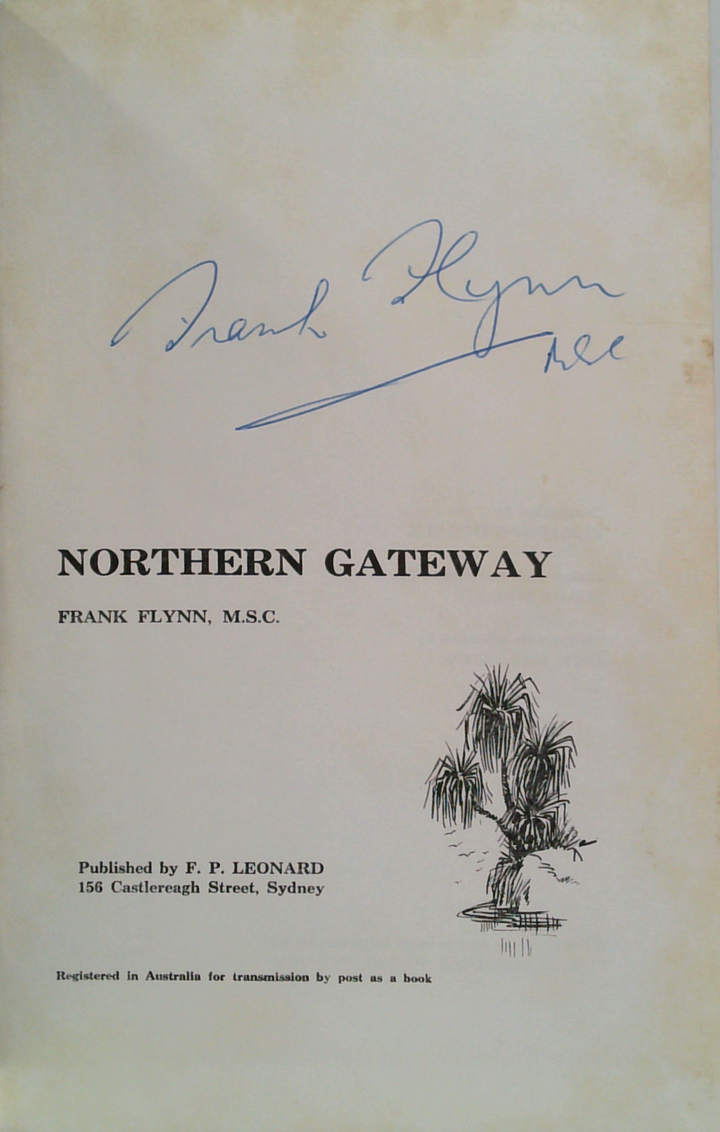 Frank Flynn
MSC
NORTHERN GATEWAY
FRANK FLYNN, M.S.C.
Published by F. P. LEONARD
156 Castlereagh Street, Sydney
Registered in Australia for transmission by post as a book